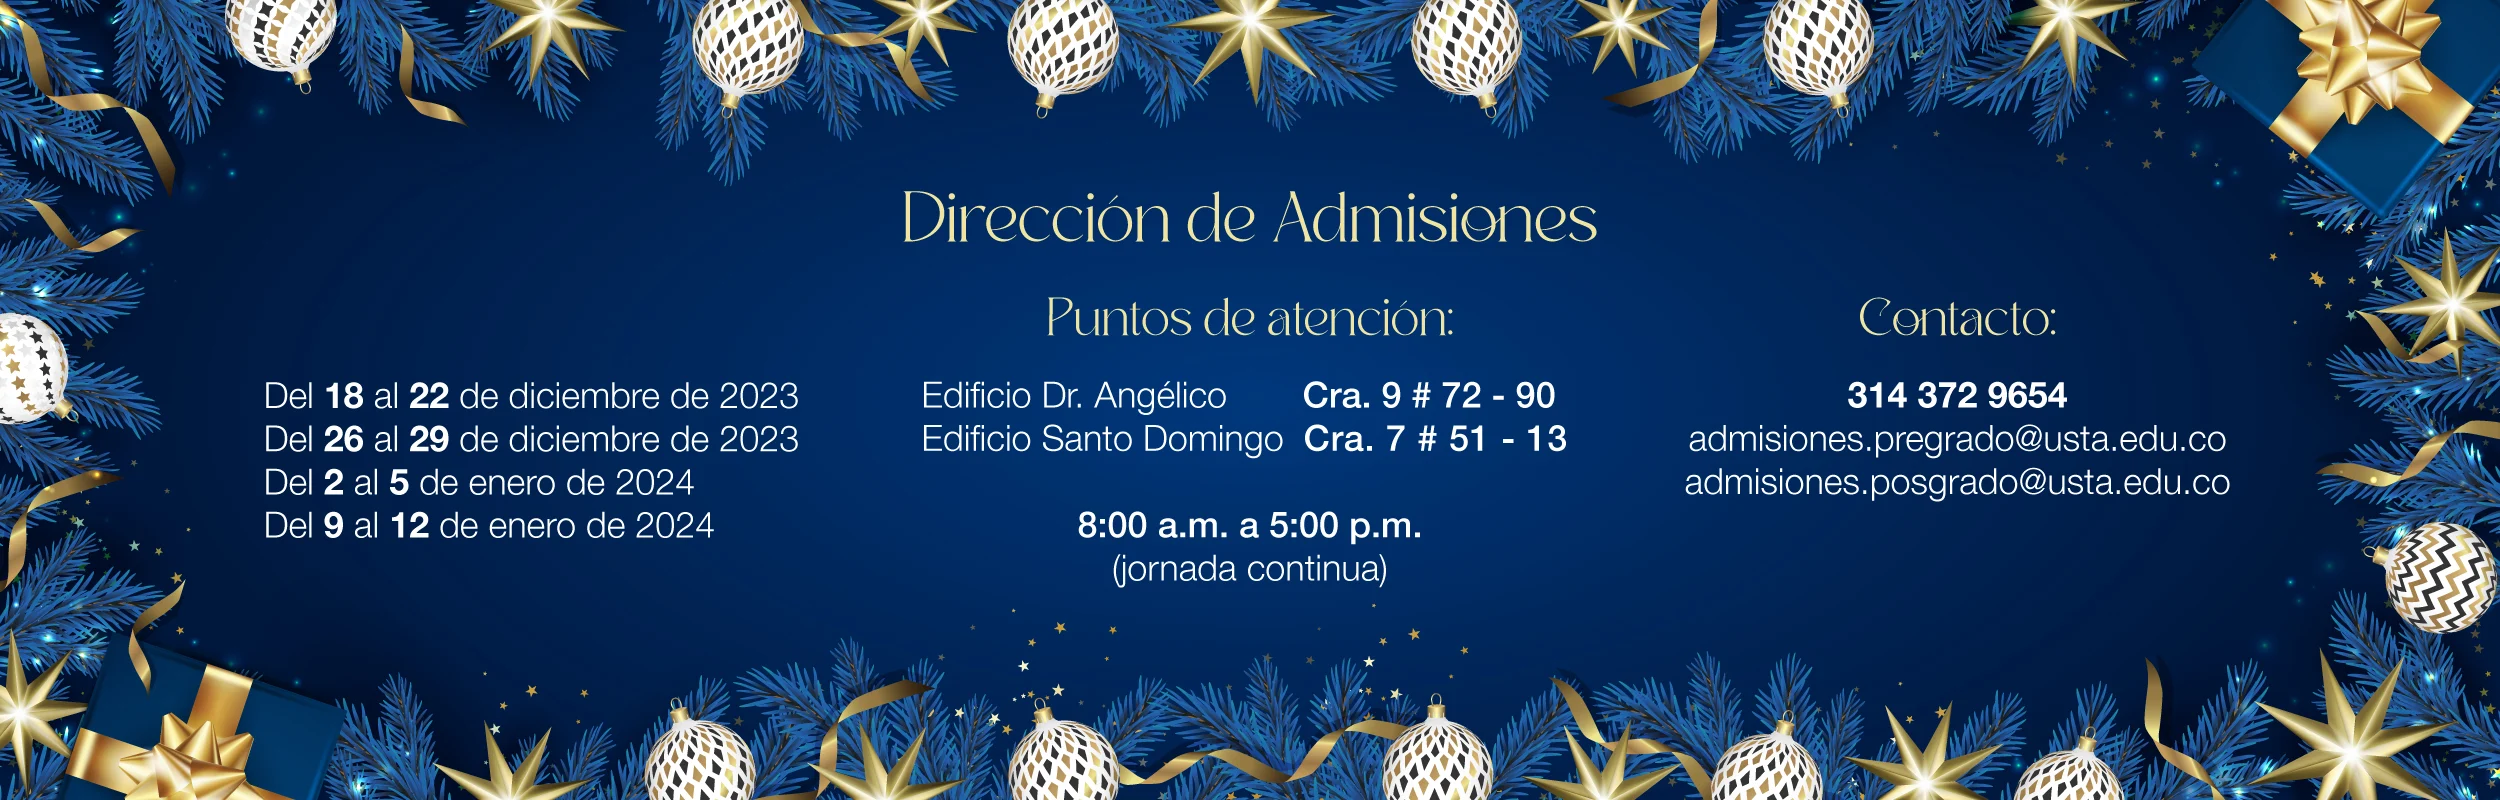 Dirección de Admisiones
Del 18 al 22 de diciembre de 2023
Del 26 al 29 de diciembre de 2023
Del 2 al 5 de enero de 2024
Del 9 al 12 de enero de 2024
Puntos de atención:
Edificio Dr. Angélico Cra. 9 # 72 - 90
Edificio Santo Domingo Cra. 7 # 51 - 13
8:00 a.m. a 5:00 p.m.
(jornada continua)
Contacto:
314 372 9654
admisiones.pregrado@usta.edu.co
admisiones.posgrado@usta.edu.co